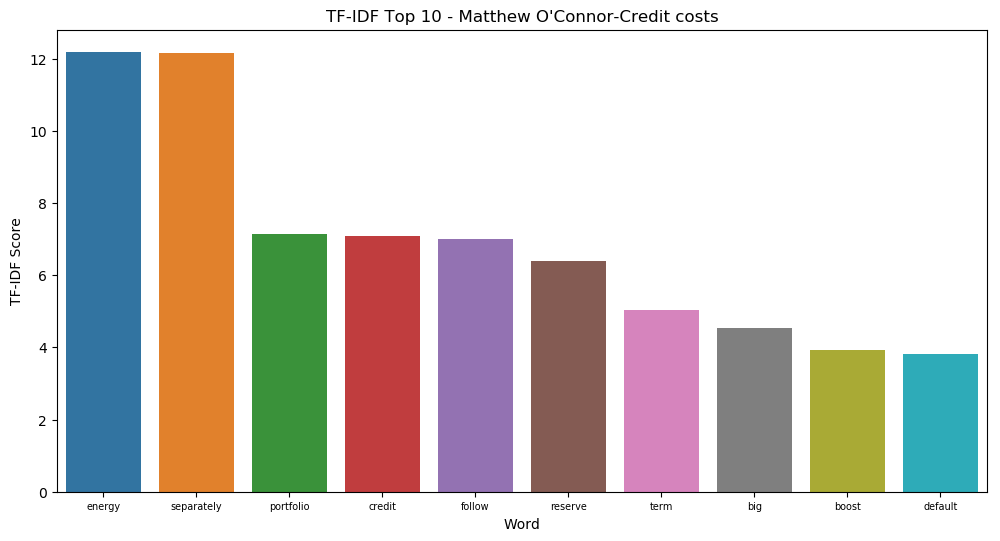 TF-IDF Top 10 - Matthew O'Connor-Credit costs
TF-IDF Score
12
10
8
6
4
2
0
energy separately portfolio credit follow reserve term big boost default
Word